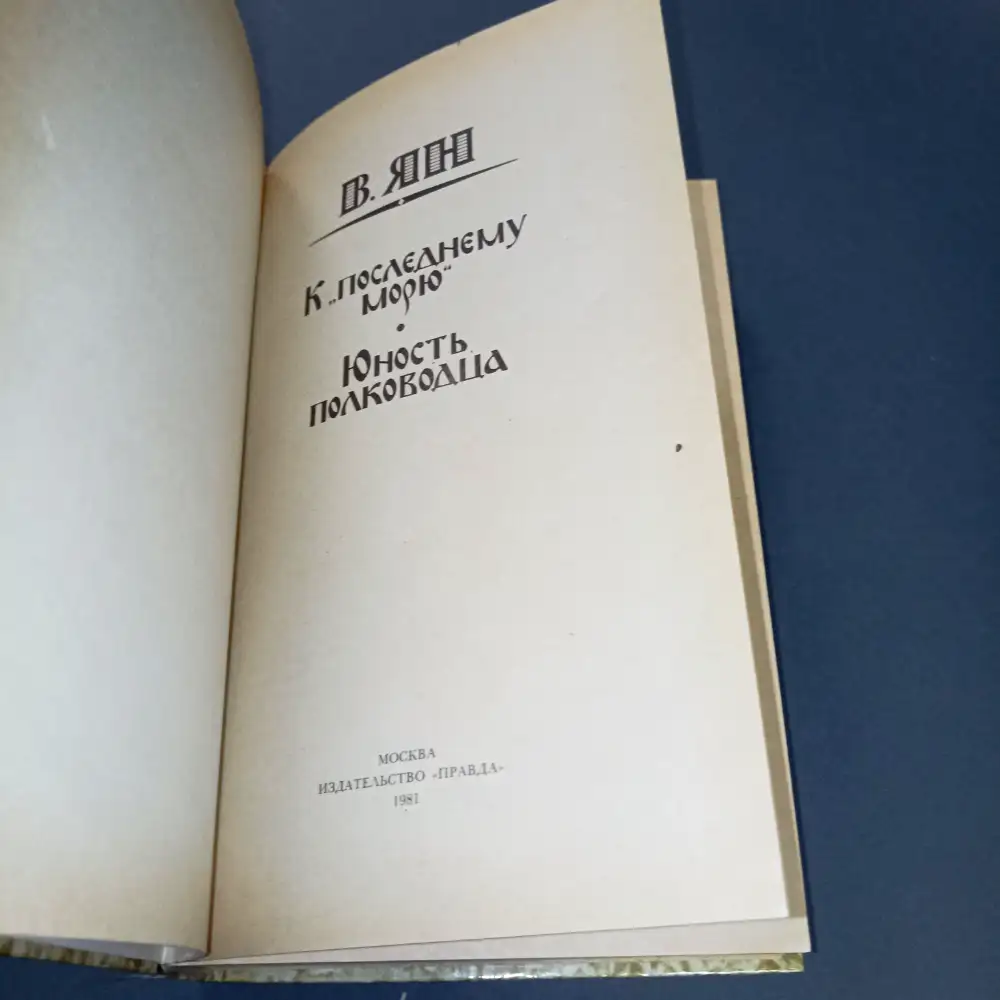 В. ЯН
К „ПОСЛЕДНЕМУ
МОРЮ“
•
ЮНОСТЬ
ПОЛКОВОДЦА
МОСКВА
ИЗДАТЕЛЬСТВО «ПРАВДА»
1981